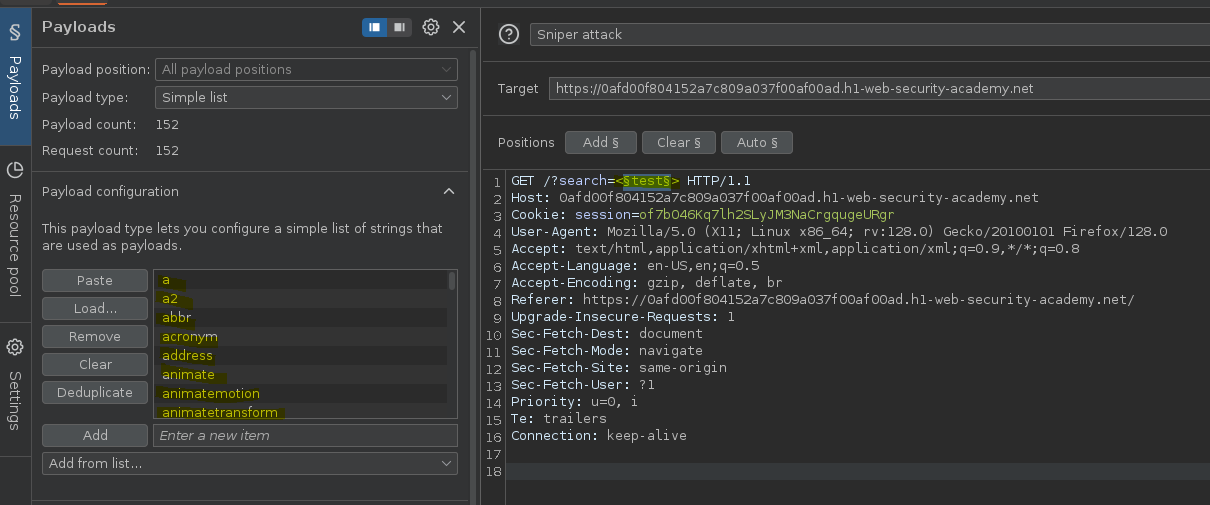 Payloads
Payload position: All payload positions
Payload type: Simple list
Payload count: 152
Request count: 152
Payload configuration
This payload type lets you configure a simple list of strings that
are used as payloads.
Paste
Load...
Remove
Clear
Deduplicate
a
a2
abbr
acronym
address
animate
animatemotion
animatetransform
Add
Enter a new item
Add from list...
§
Payloads
Resource pool
Settings
Sniper attack
Target https://0afd00f804152a7c809a037f00af00ad.h1-web-security-academy.net
Positions Add § Clear § Auto §
1 GET /?search=<§test§> HTTP/1.1
2 Host: 0afd00f804152a7c809a037f00af00ad.h1-web-security-academy.net
3 Cookie: session=of7bO46Kq7lh2SLyJM3NaCrgqugeURgr
4 User-Agent: Mozilla/5.0 (X11; Linux x86_64; rv:128.0) Gecko/20100101 Firefox/128.0
5 Accept: text/html,application/xhtml+xml,application/xml;q=0.9,*/*;q=0.8
6 Accept-Language: en-US,en;q=0.5
7 Accept-Encoding: gzip, deflate, br
8 Referer: https://0afd00f804152a7c809a037f00af00ad.h1-web-security-academy.net/
9 Upgrade-Insecure-Requests: 1
10 Sec-Fetch-Dest: document
11 Sec-Fetch-Mode: navigate
12 Sec-Fetch-Site: same-origin
13 Sec-Fetch-User: ?1
14 Priority: u=0, i
15 Te: trailers
16 Connection: keep-alive
17
18